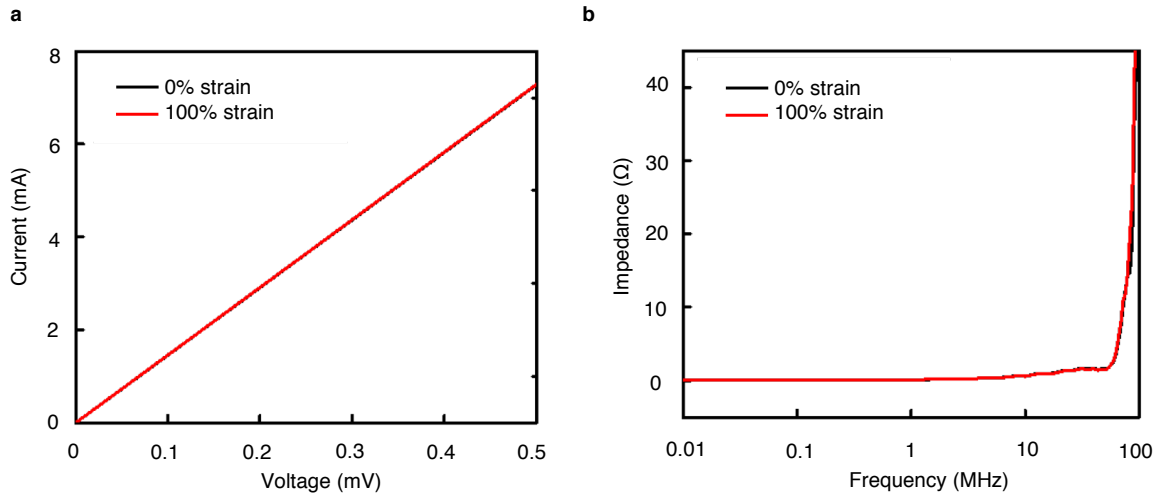 a
8
6
4
2
0
0% strain
100% strain
Current (mA)
0 0.1 0.2 0.3 0.4 0.5
Voltage (mV)
b
40
30
20
10
0
0% strain
100% strain
Impedance (Ω)
0.01 0.1 1 10 100
Frequency (MHz)